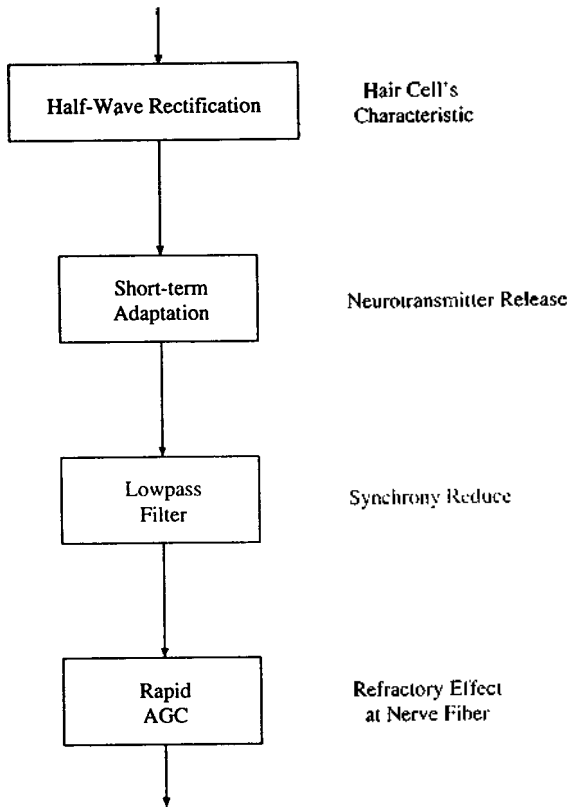 Half-Wave Rectification
Hair Cell's
Characteristic
Short-term
Adaptation
Neurotransmitter Release
Lowpass
Filter
Synchrony Reduce
Rapid
AGC
Refractory Effect
at Nerve Fiber